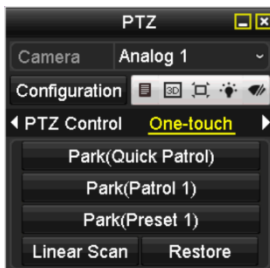 PTZ
Camera Analog 1
Configuration 3D
PTZ Control One-touch
Park(Quick Patrol)
Park(Patrol 1)
Park(Preset 1)
Linear Scan Restore